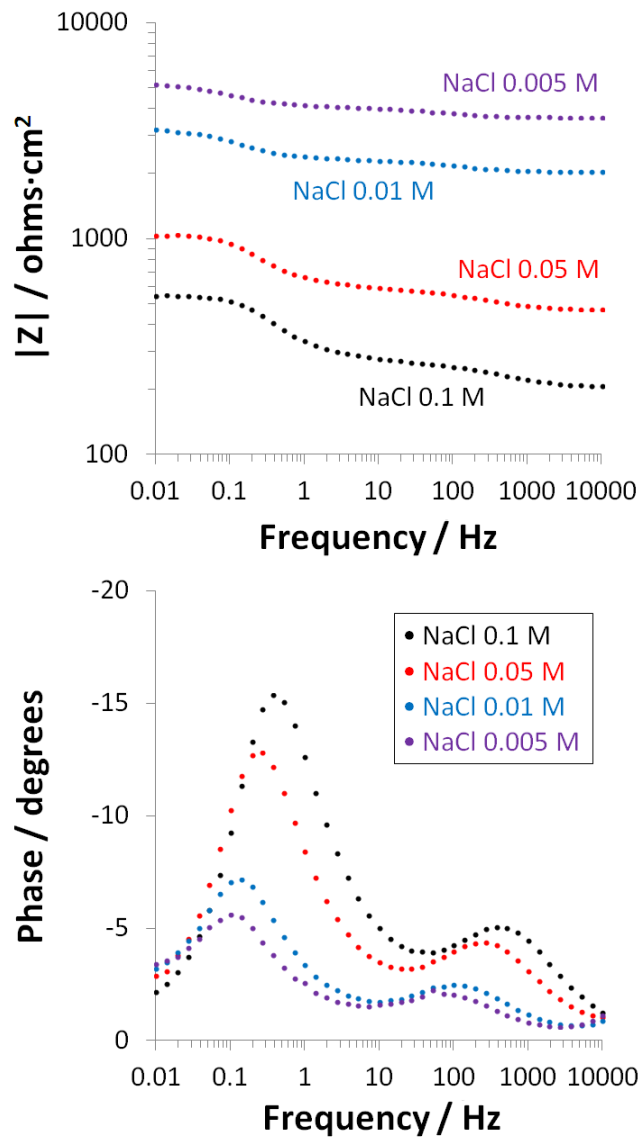 10000
NaCl 0.005 M
NaCl 0.01 M
1000
NaCl 0.05 M
|Z| / ohms·cm²
NaCl 0.1 M
100
0.01 0.1 1 10 100 1000 10000
Frequency / Hz
-20
NaCl 0.1 M
NaCl 0.05 M
-15
NaCl 0.01 M
NaCl 0.005 M
Phase / degrees
-10
-5
0
0.01 0.1 1 10 100 1000 10000
Frequency / Hz